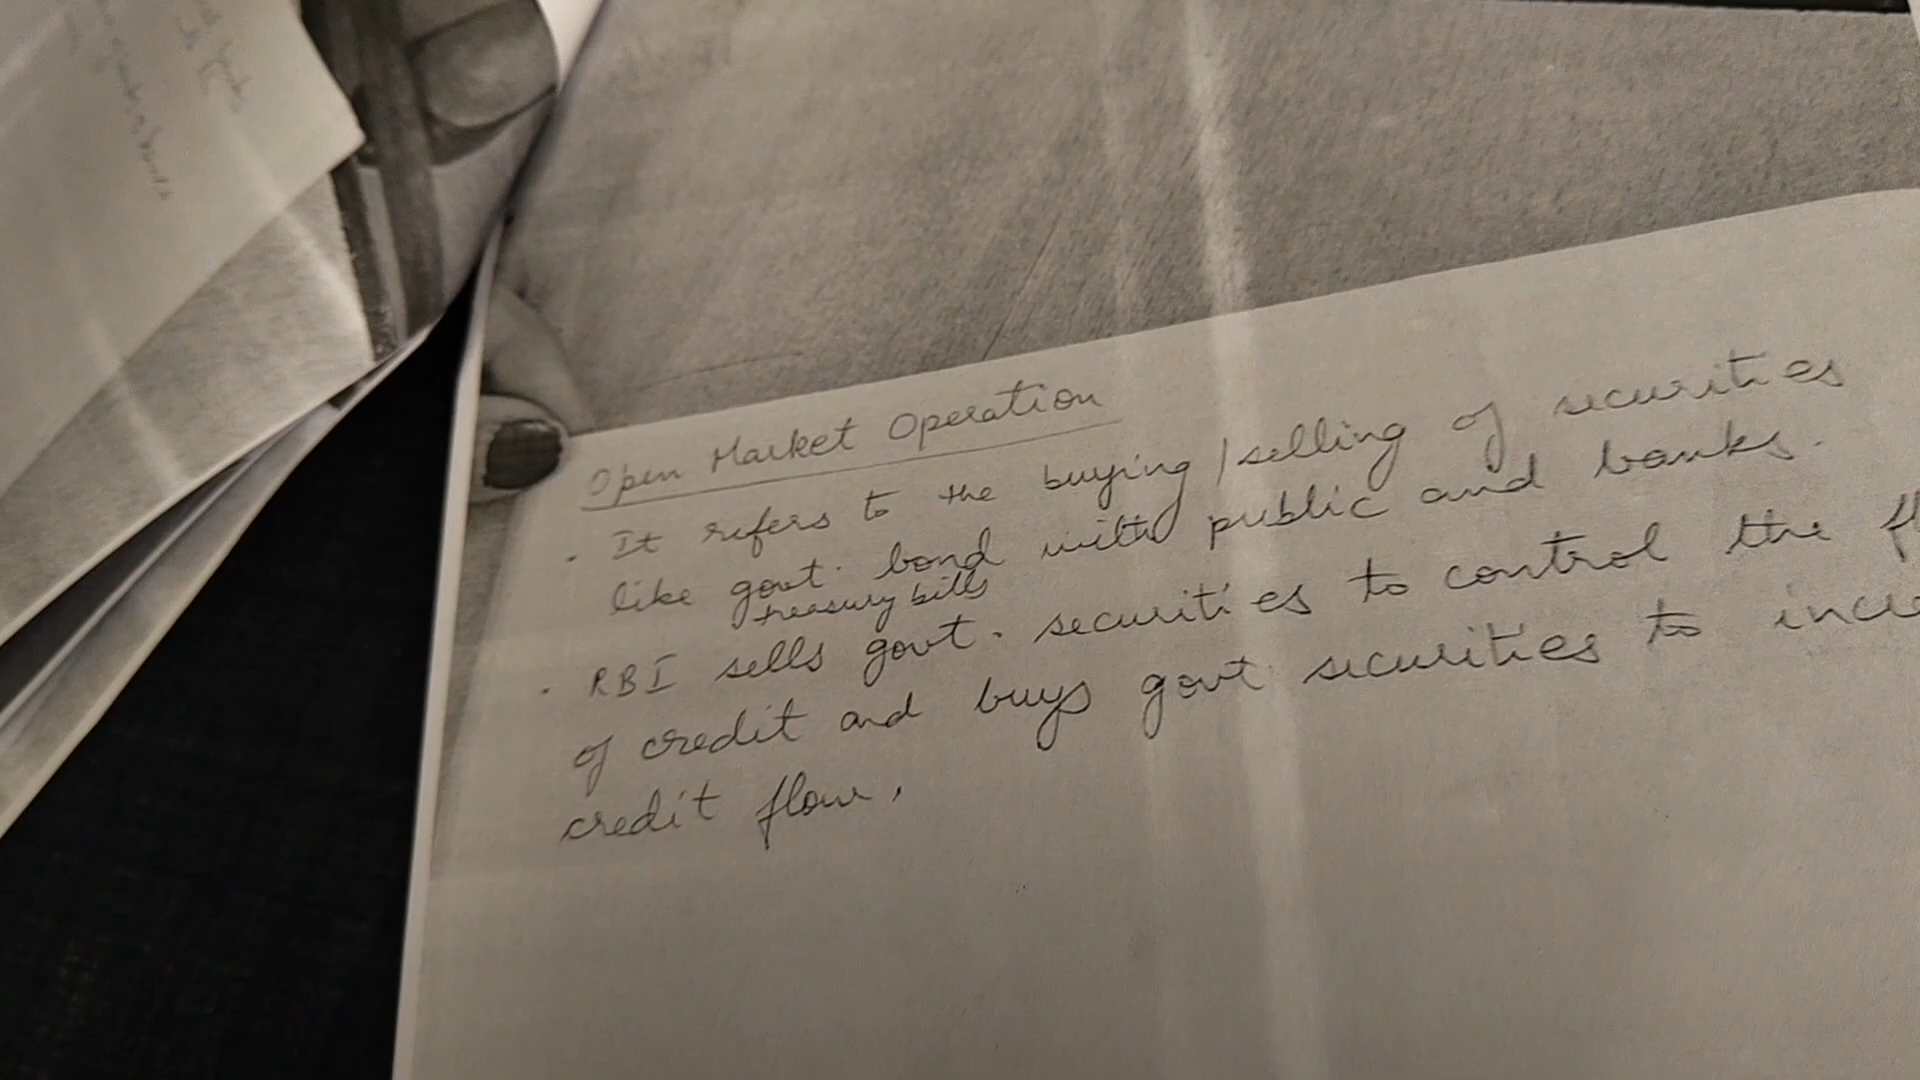 Open Market Operation
. It refers to the buying / selling of securities
like govt. bond with public and banks.
treasury bills
. RBI sells govt. securities to control the
of credit and buys govt securities to
credit flow.